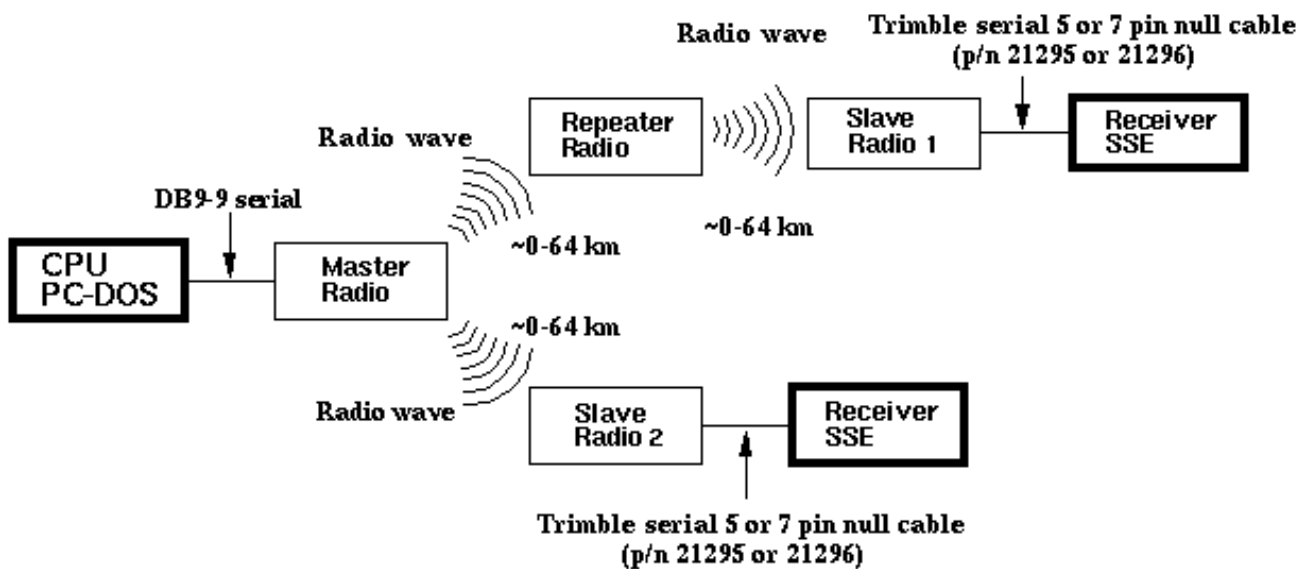 Radio wave
Trimble serial 5 or 7 pin null cable
(p/n 21295 or 21296)
Radio wave
Repeater
Radio
Slave
Radio 1
Receiver
SSE
DB9-9 serial
~0-64 km
~0-64 km
CPU
PC-DOS
Master
Radio
~0-64 km
Radio wave
Slave
Radio 2
Receiver
SSE
Trimble serial 5 or 7 pin null cable
(p/n 21295 or 21296)